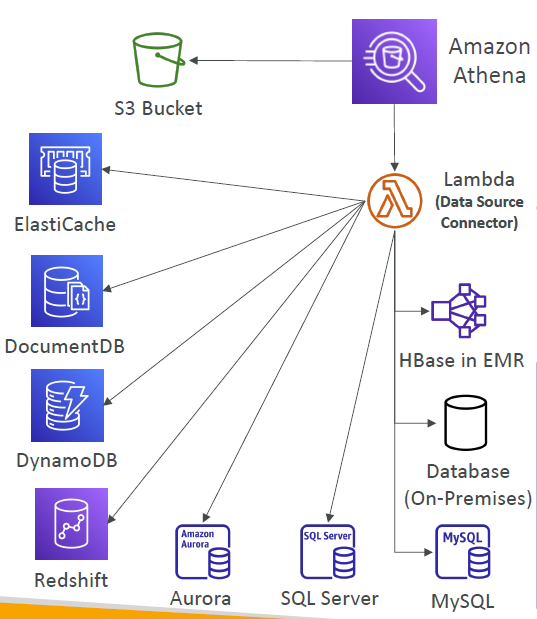 Amazon
Athena
S3 Bucket
Lambda
(Data Source
Connector)
ElastiCache
DocumentDB
HBase in EMR
DynamoDB
Database
(On-Premises)
Redshift
Amazon
Aurora
Aurora
SQL Server
SQL Server
MySQL
MySQL